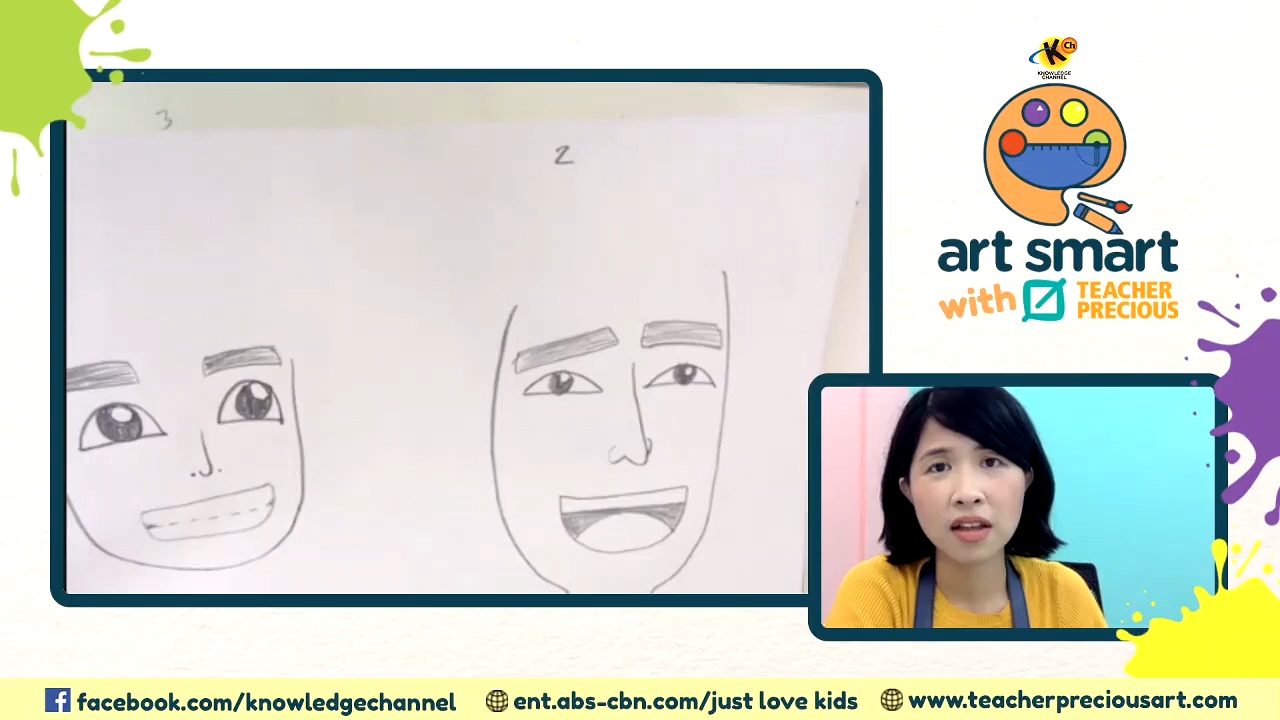 3
2
K Ch
KNOWLEDGE
CHANNEL
art smart
with TEACHER
PRECIOUS
facebook.com/knowledgechannel
ent.abs-cbn.com/just love kids
www.teacherpreciousart.com